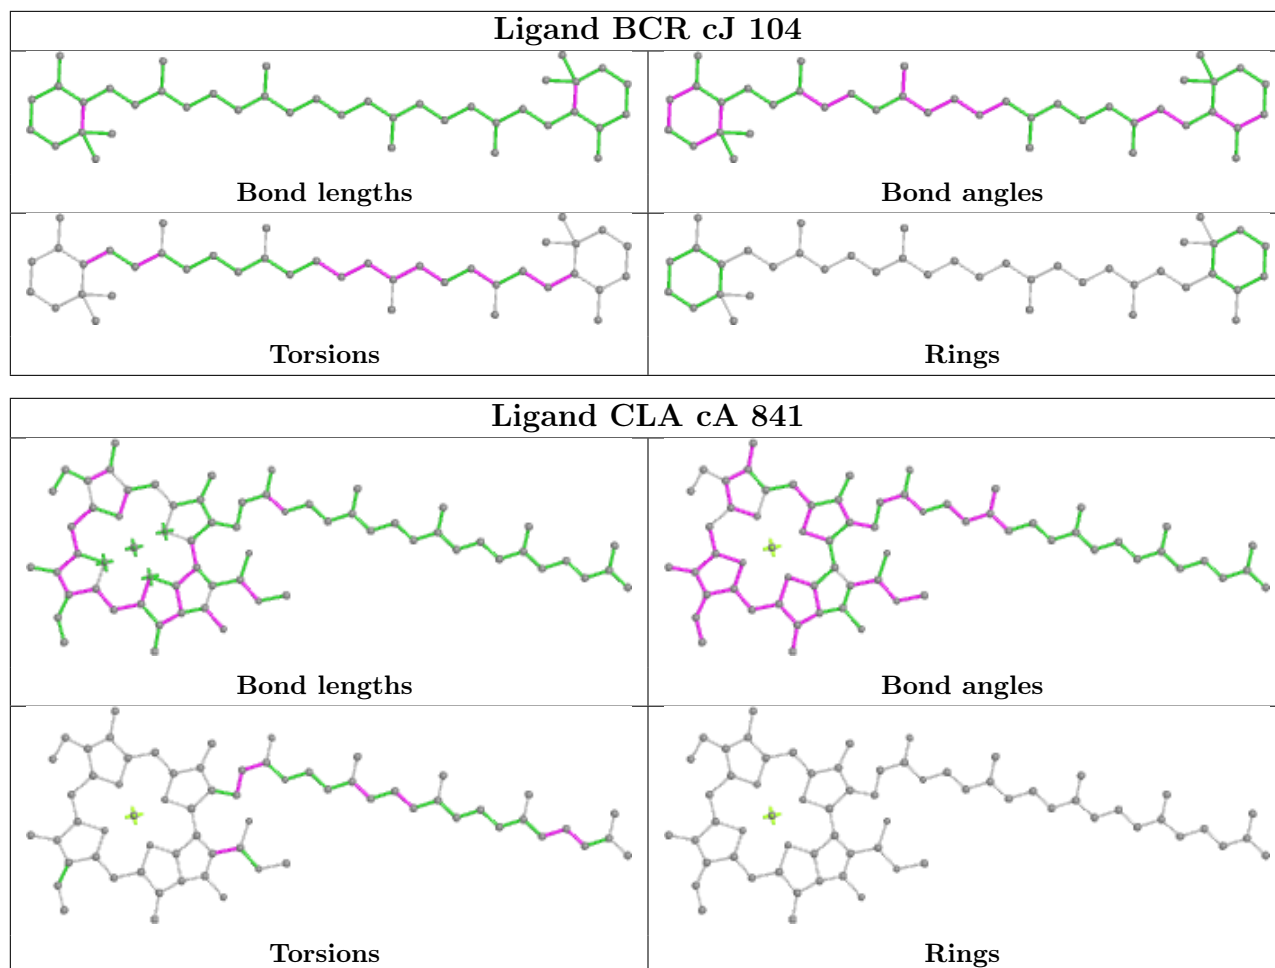 Ligand BCR cJ 104
Bond lengths
Bond angles
Torsions
Rings
Ligand CLA cA 841
Bond lengths
Bond angles
Torsions
Rings